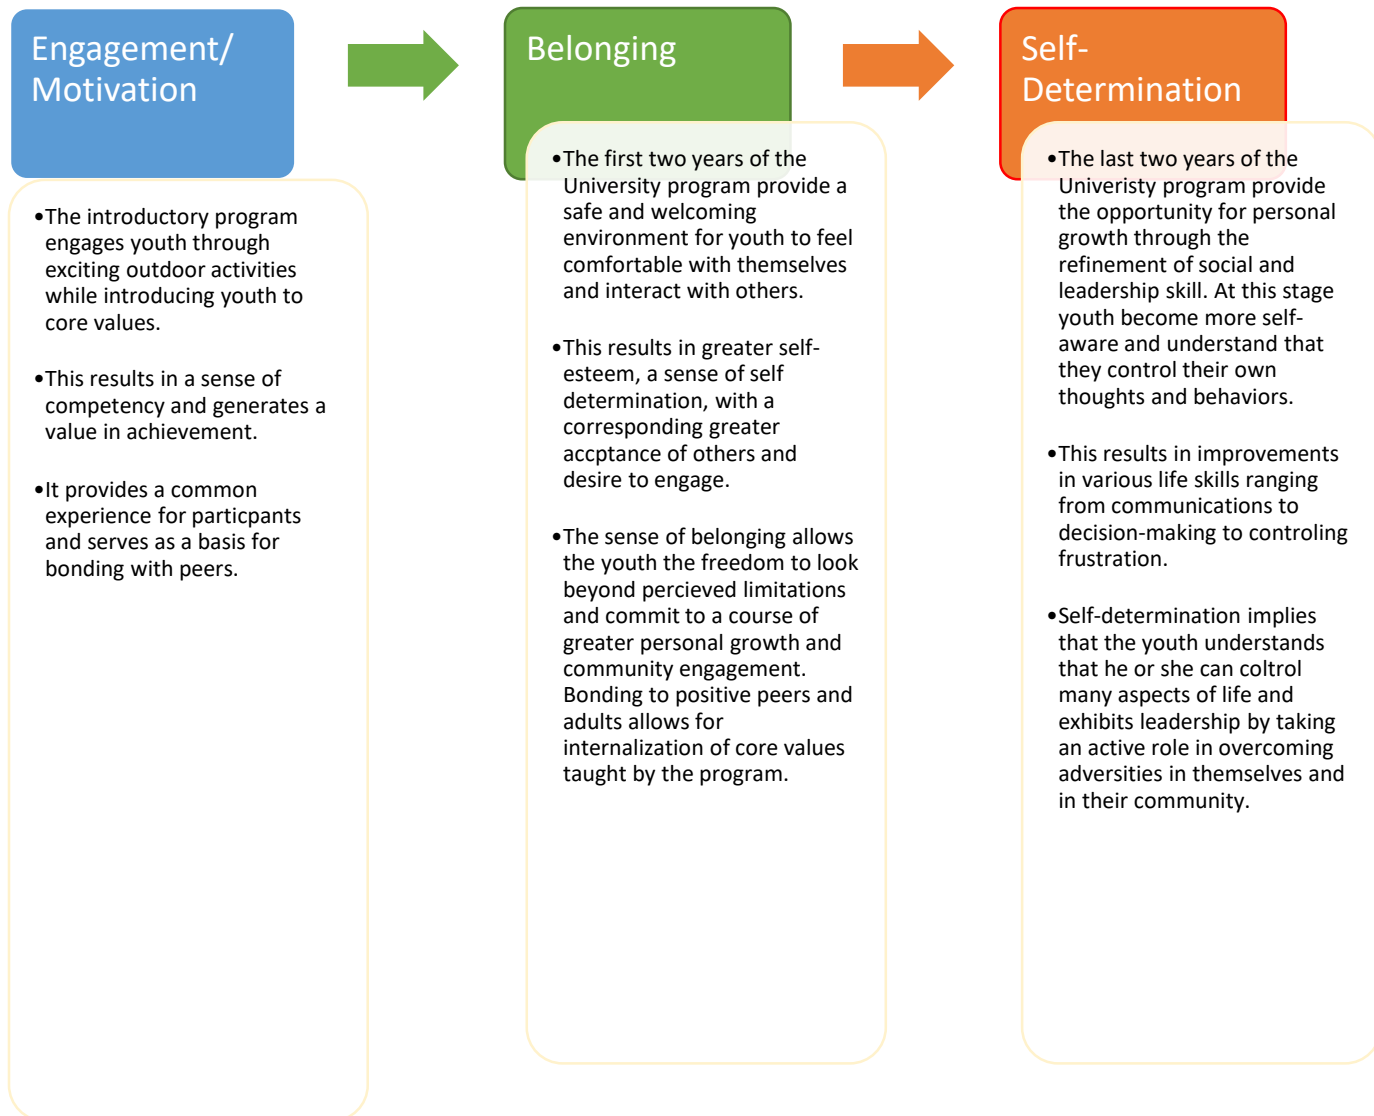 Engagement/
Motivation
•The introductory program
engages youth through
exciting outdoor activities
while introducing youth to
core values.
•This results in a sense of
competency and generates a
value in achievement.
•It provides a common
experience for particpants
and serves as a basis for
bonding with peers.
Belonging
•The first two years of the
University program provide a
safe and welcoming
environment for youth to feel
comfortable with themselves
and interact with others.
•This results in greater self-
esteem, a sense of self
determination, with a
corresponding greater
accptance of others and
desire to engage.
•The sense of belonging allows
the youth the freedom to look
beyond percieved limitations
and commit to a course of
greater personal growth and
community engagement.
Bonding to positive peers and
adults allows for
internalization of core values
taught by the program.
Self-
Determination
•The last two years of the
Univeristy program provide
the opportunity for personal
growth through the
refinement of social and
leadership skill. At this stage
youth become more self-
aware and understand that
they control their own
thoughts and behaviors.
•This results in improvements
in various life skills ranging
from communications to
decision-making to controling
frustration.
•Self-determination implies
that the youth understands
that he or she can coltrol
many aspects of life and
exhibits leadership by taking
an active role in overcoming
adversities in themselves and
in their community.